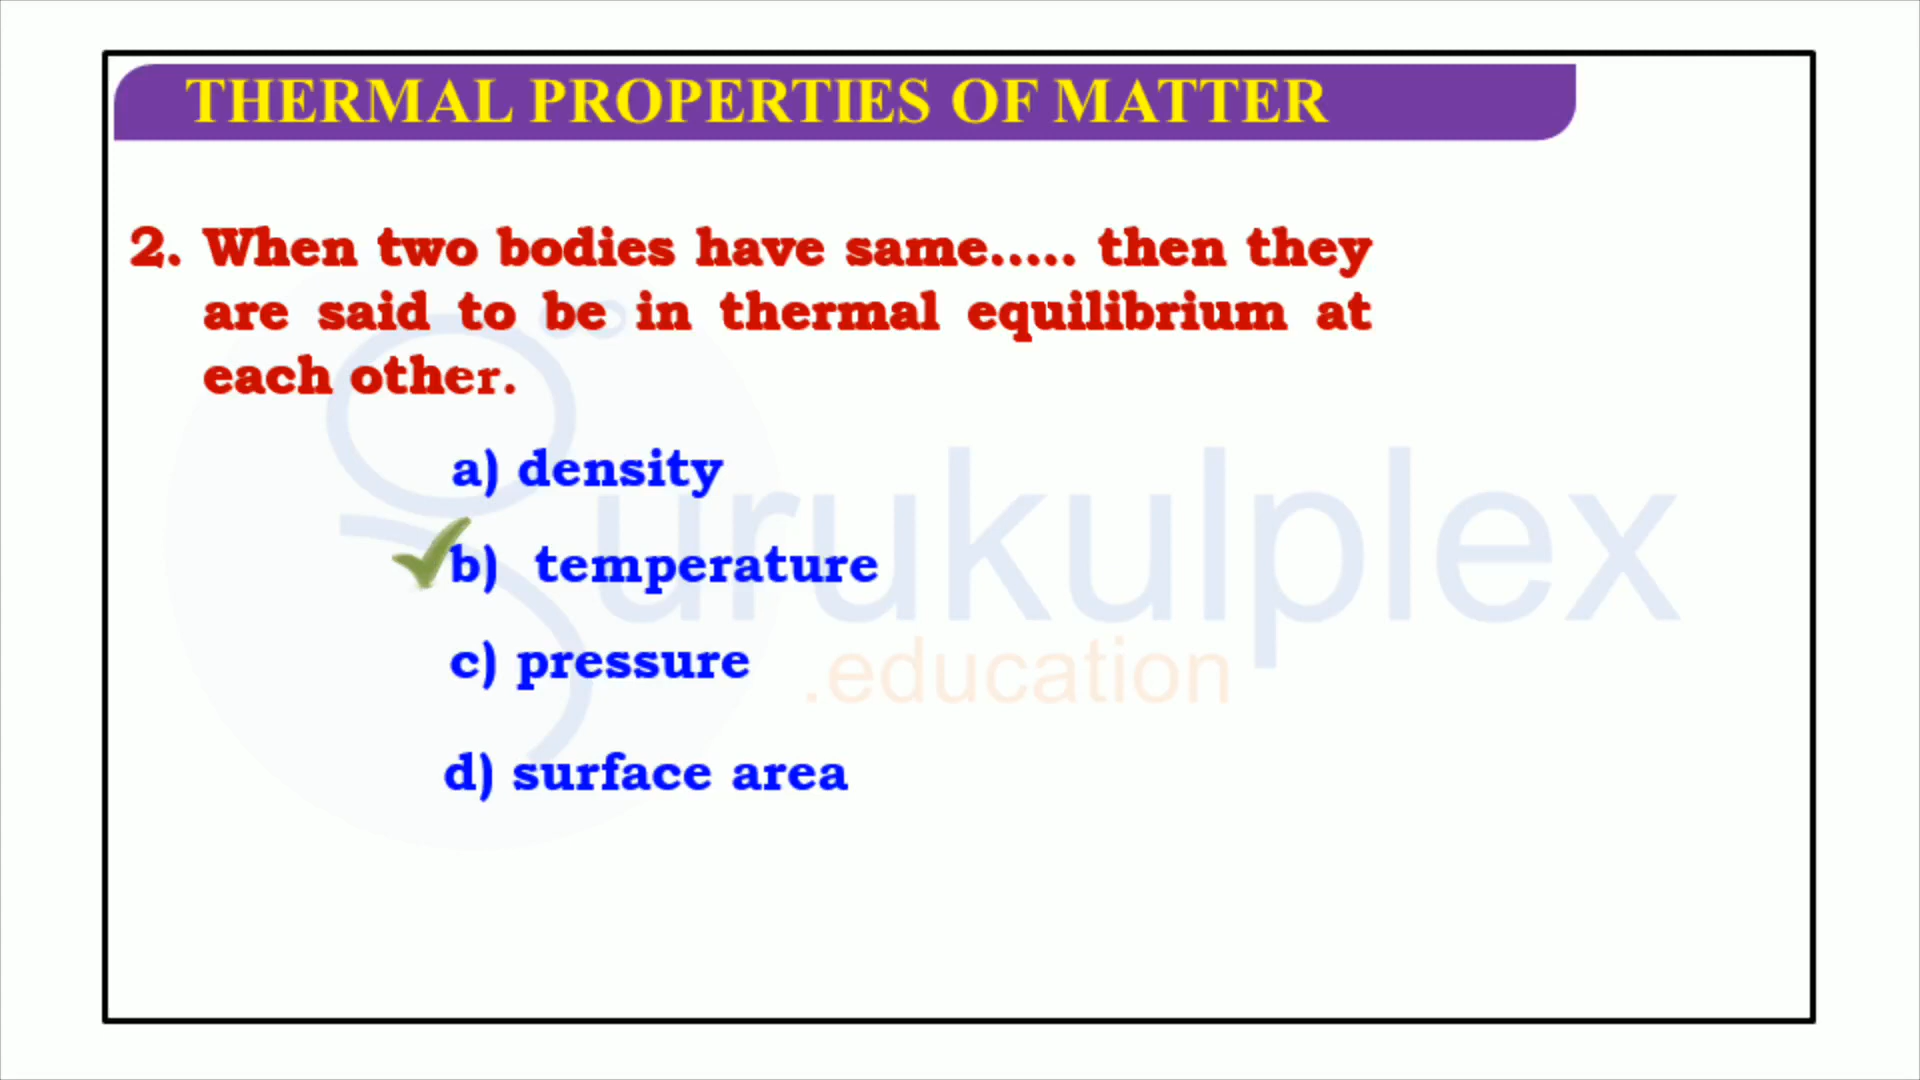 THERMAL PROPERTIES OF MATTER
2. When two bodies have same..... then they
are said to be in thermal equilibrium at
each other.
a) density
b) temperature
c) pressure
d) surface area
gurukulplex
.education